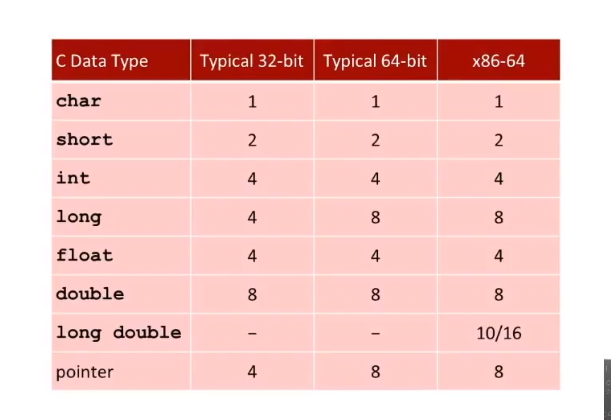 C Data Type Typical 32-bit Typical 64-bit x86-64
char 1 1 1
short 2 2 2
int 4 4 4
long 4 8 8
float 4 4 4
double 8 8 8
long double – – 10/16
pointer 4 8 8